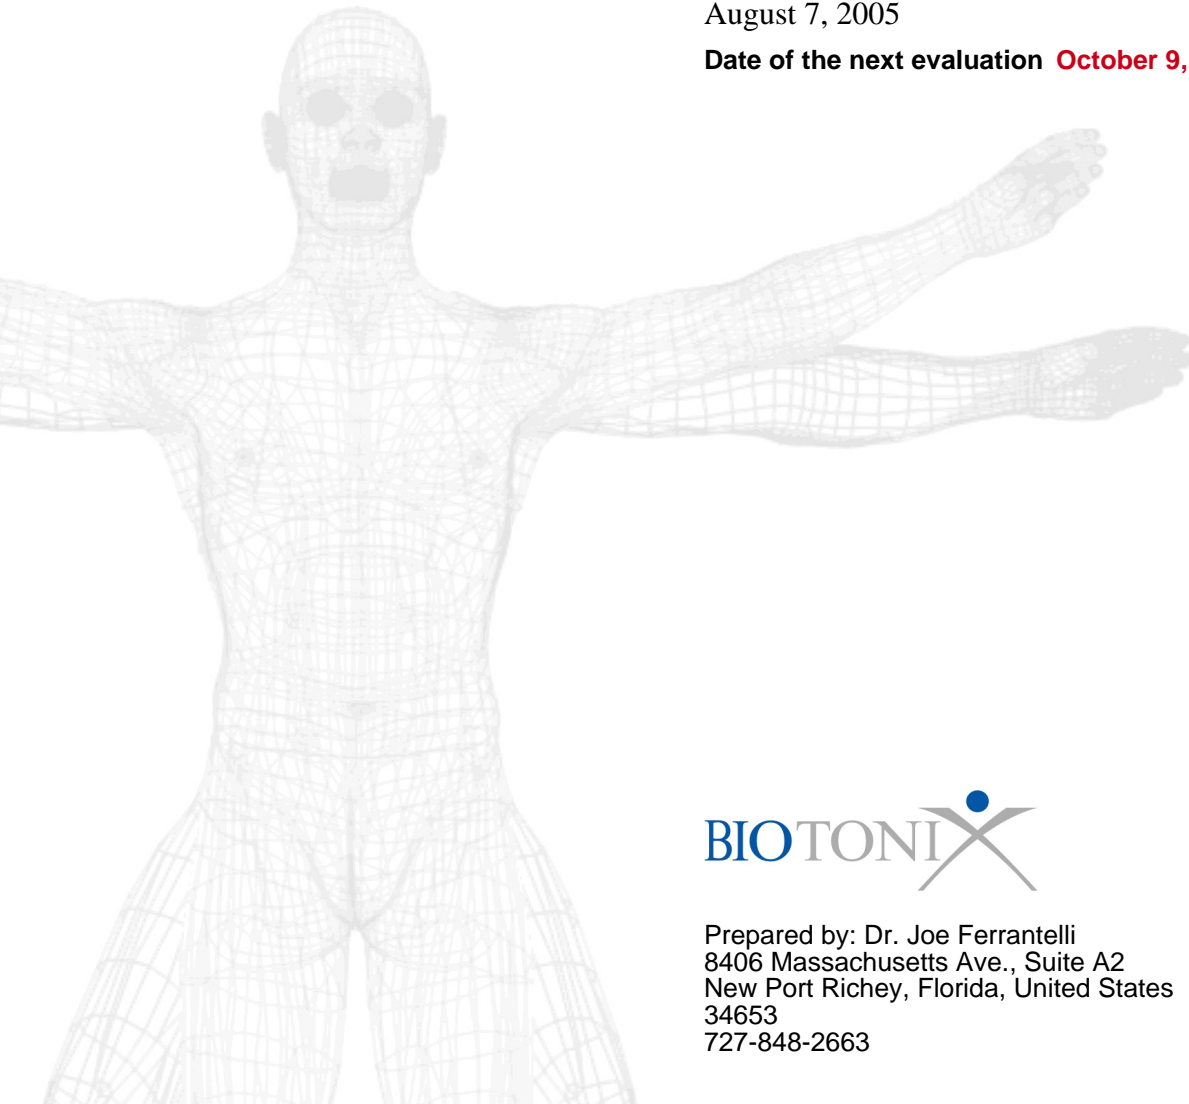 August 7, 2005
Date of the next evaluation October 9,
BIOTONIX
Prepared by: Dr. Joe Ferrantelli
8406 Massachusetts Ave., Suite A2
New Port Richey, Florida, United States
34653
727-848-2663